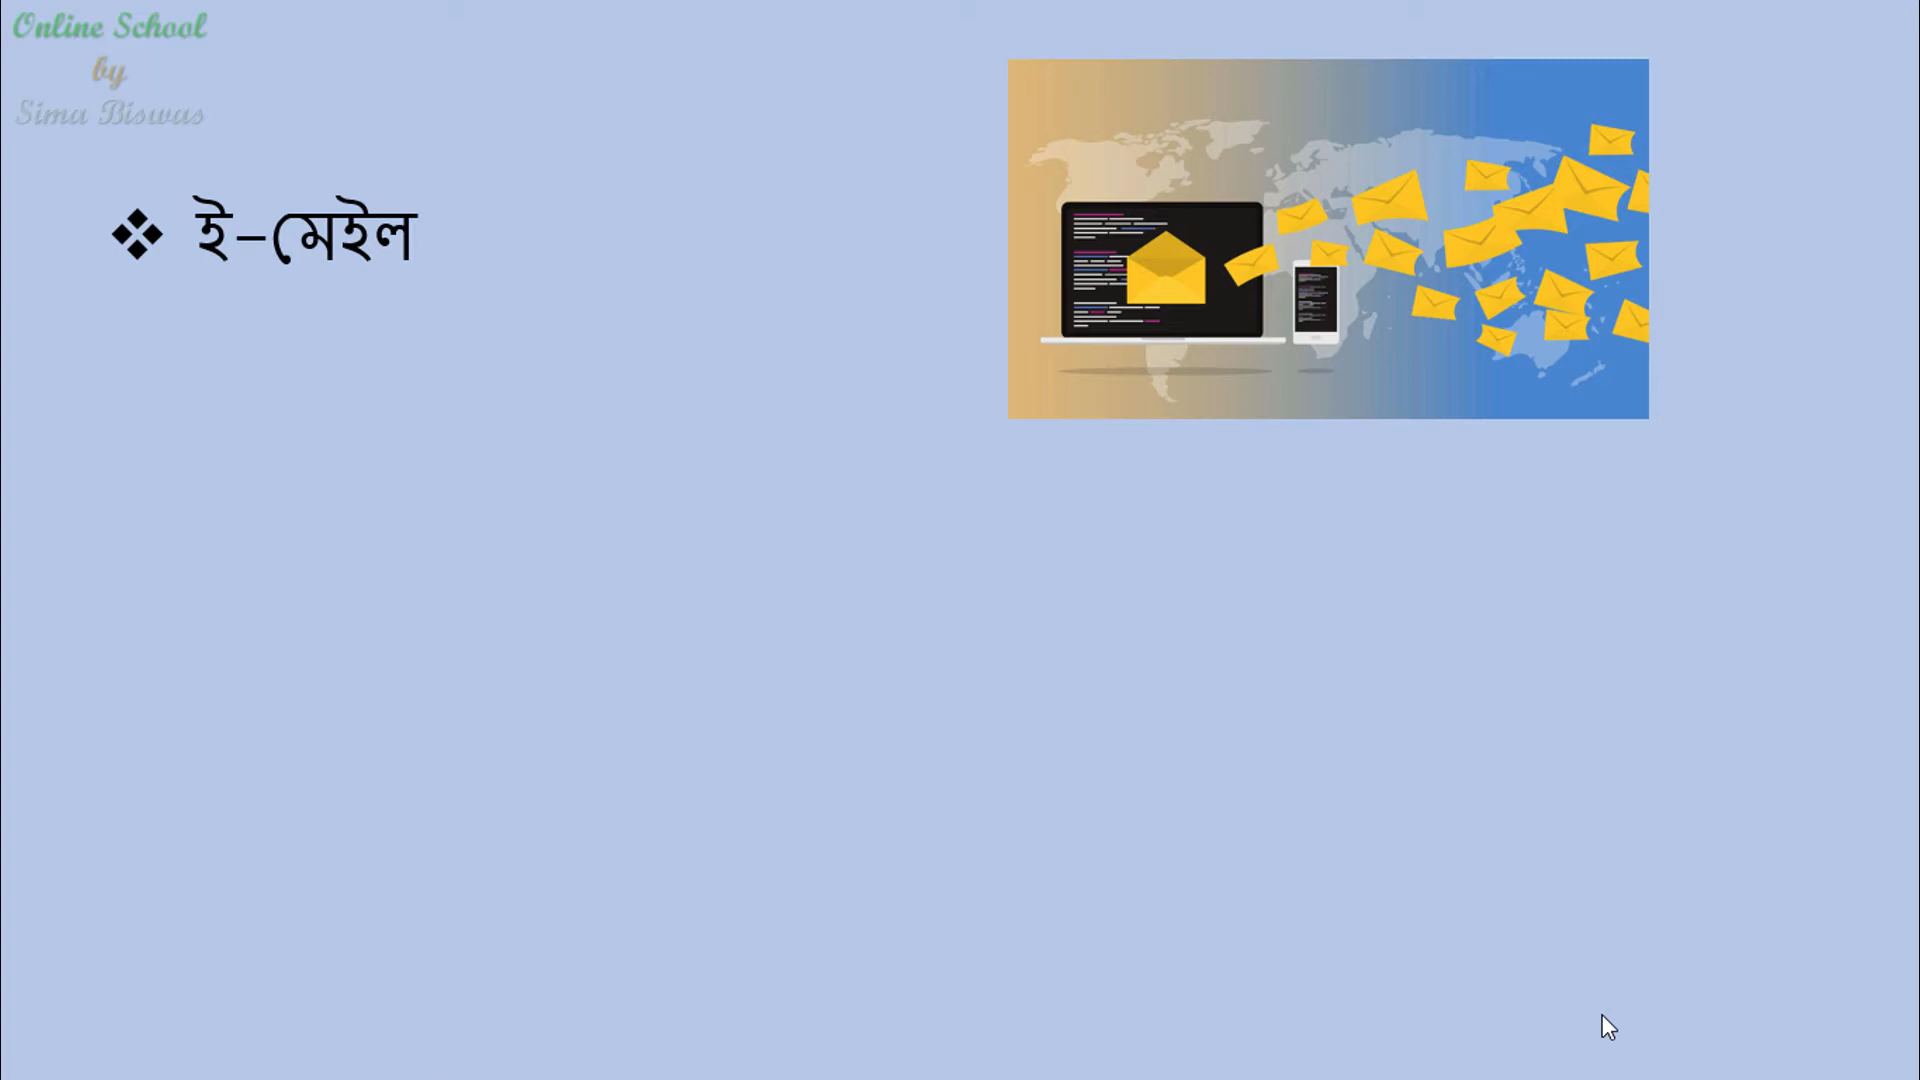 Online School
by
Sima Biswas
❖ ই-মেইল